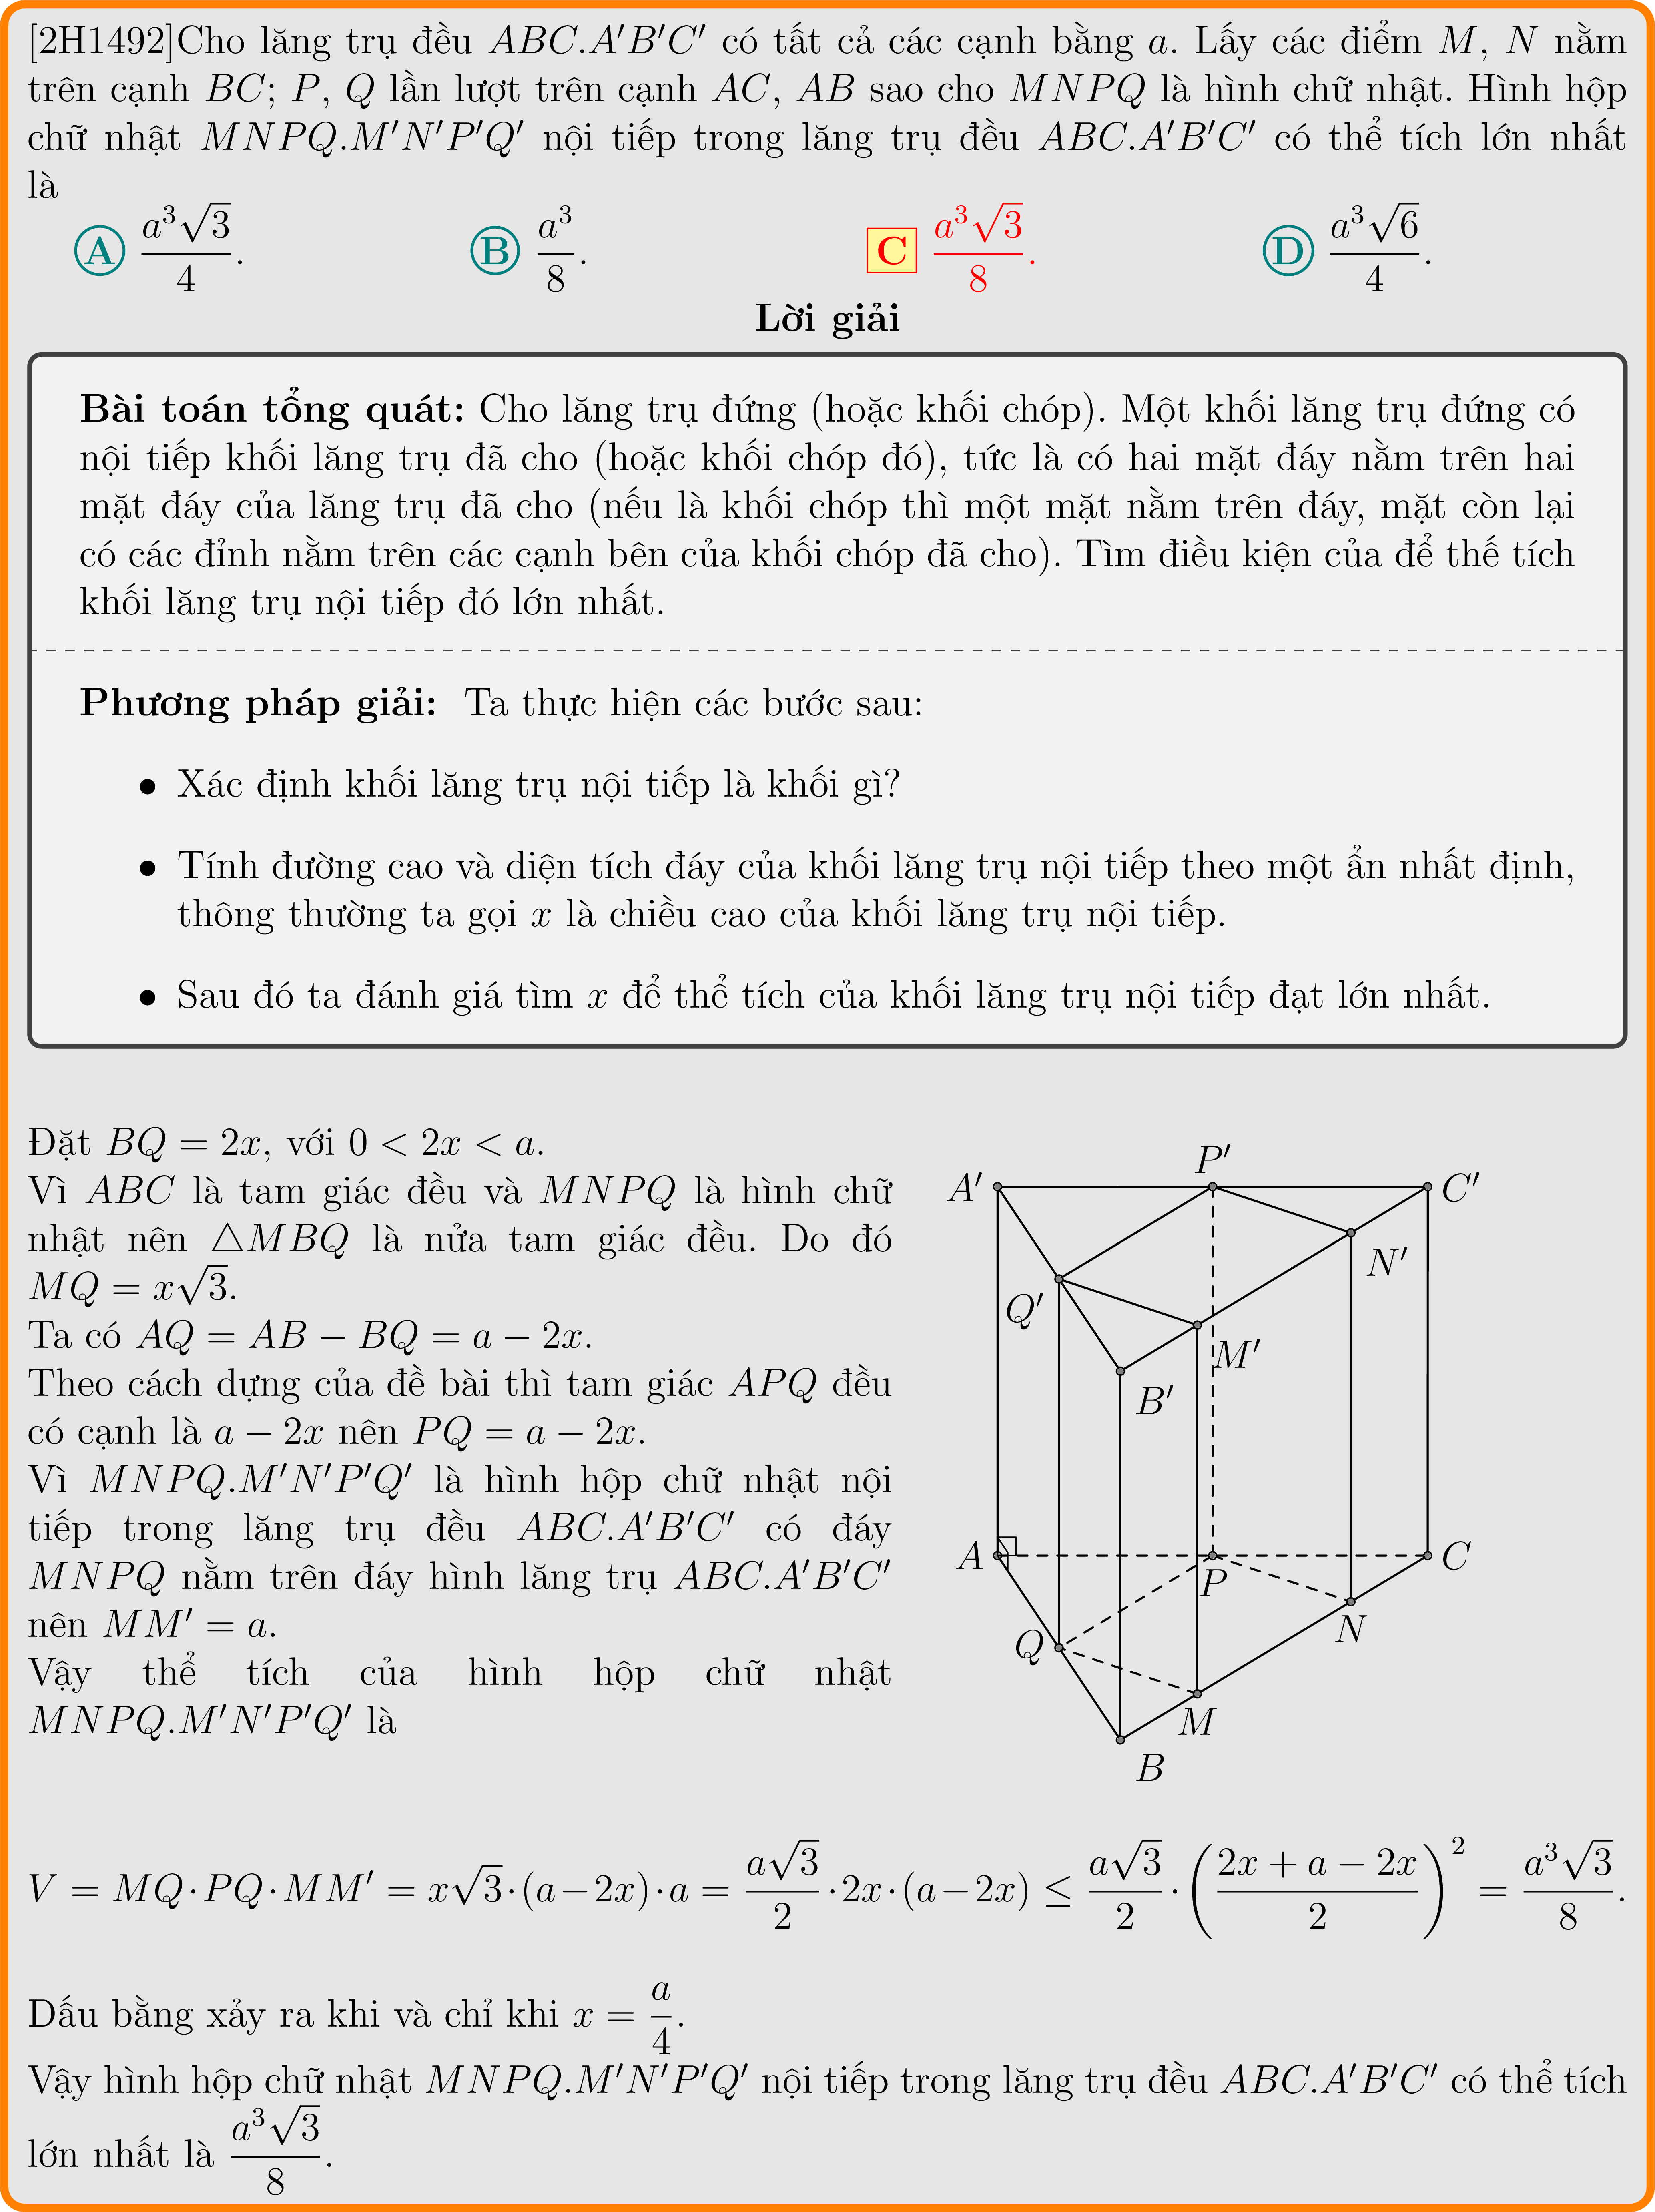 [2H1492]Cho lăng trụ đều ABC.A′B′C′ có tất cả các cạnh bằng a. Lấy các điểm M, N nằm
trên cạnh BC; P, Q lần lượt trên cạnh AC, AB sao cho MNPQ là hình chữ nhật. Hình hộp
chữ nhật MNPQ.M′N′P′Q′ nội tiếp trong lăng trụ đều ABC.A′B′C′ có thể tích lớn nhất
là
A $\frac{a^3\sqrt{3}}{4}$. B $\frac{a^3}{8}$. C $\frac{a^3\sqrt{3}}{8}$. D $\frac{a^3\sqrt{6}}{4}$.
Lời giải
Bài toán tổng quát: Cho lăng trụ đứng (hoặc khối chóp). Một khối lăng trụ đứng có
nội tiếp khối lăng trụ đã cho (hoặc khối chóp đó), tức là có hai mặt đáy nằm trên hai
mặt đáy của lăng trụ đã cho (nếu là khối chóp thì một mặt nằm trên đáy, mặt còn lại
có các đỉnh nằm trên các cạnh bên của khối chóp đã cho). Tìm điều kiện của để thế tích
khối lăng trụ nội tiếp đó lớn nhất.
Phương pháp giải: Ta thực hiện các bước sau:
• Xác định khối lăng trụ nội tiếp là khối gì?
• Tính đường cao và diện tích đáy của khối lăng trụ nội tiếp theo một ẩn nhất định,
thông thường ta gọi x là chiều cao của khối lăng trụ nội tiếp.
• Sau đó ta đánh giá tìm x để thể tích của khối lăng trụ nội tiếp đạt lớn nhất.
Đặt BQ = 2x, với 0 < 2x < a.
Vì ABC là tam giác đều và MNPQ là hình chữ
nhật nên △MBQ là nửa tam giác đều. Do đó
MQ = x√3.
Ta có AQ = AB − BQ = a − 2x.
Theo cách dựng của đề bài thì tam giác APQ đều
có cạnh là a − 2x nên PQ = a − 2x.
Vì MNPQ.M′N′P′Q′ là hình hộp chữ nhật nội
tiếp trong lăng trụ đều ABC.A′B′C′ có đáy
MNPQ nằm trên đáy hình lăng trụ ABC.A′B′C′
nên MM′ = a.
Vậy thể tích của hình hộp chữ nhật
MNPQ.M′N′P′Q′ là
P′
A′
C′
N′
Q′
M′
B′
A
C
P
N
Q
M
B
$V = MQ \cdot PQ \cdot MM' = x\sqrt{3} \cdot (a - 2x) \cdot a = \frac{a\sqrt{3}}{2} \cdot 2x \cdot (a - 2x) \leq \frac{a\sqrt{3}}{2} \cdot \left(\frac{2x + a - 2x}{2}\right)^2 = \frac{a^3\sqrt{3}}{8}$.
Dấu bằng xảy ra khi và chỉ khi $x = \frac{a}{4}$.
Vậy hình hộp chữ nhật MNPQ.M′N′P′Q′ nội tiếp trong lăng trụ đều ABC.A′B′C′ có thể tích
lớn nhất là $\frac{a^3\sqrt{3}}{8}$.